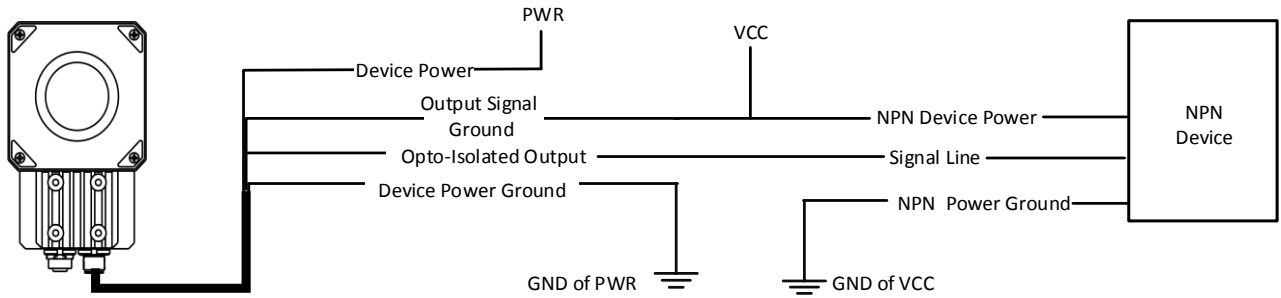 PWR
VCC
Device Power
Output Signal
Ground
NPN Device Power
NPN
Device
Opto-Isolated Output
Signal Line
Device Power Ground
NPN Power Ground
GND of PWR
GND of VCC